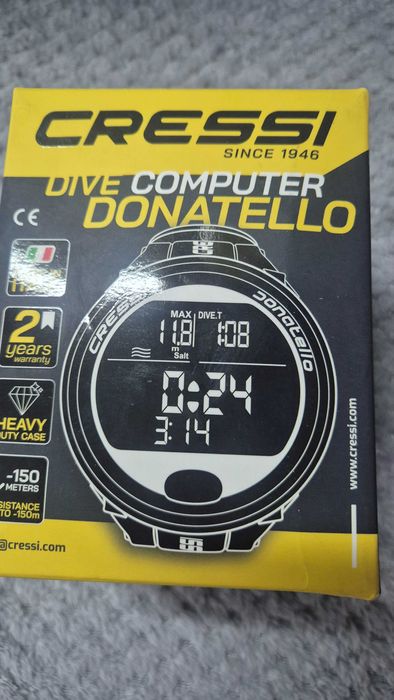 CRESSI
SINCE 1946
DIVE COMPUTER
DONATELLO
CE
2
years
warranty
HEAVY
DUTY CASE
-150
METERS
SISTANCE
TO -150m
@cressi.com
www.cressi.com
CRESSI
Donatello
MAX DIVE.T
11.8 1:08
m
Salt
0:24
3:14